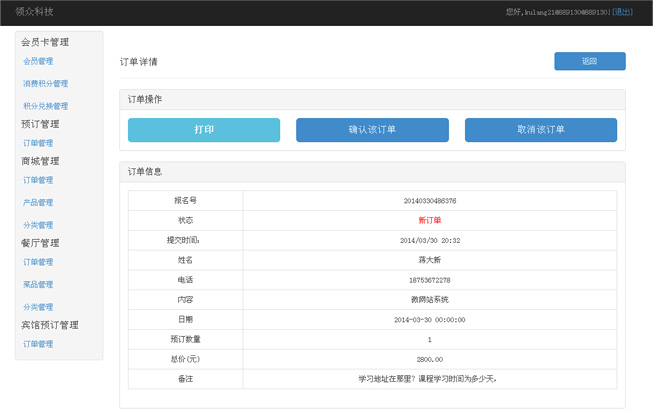 领众科技
您好,kulang21@88913@@88913![退出]
会员卡管理
会员管理
消费积分管理
积分兑换管理
预订管理
订单管理
商城管理
订单管理
产品管理
分类管理
餐厅管理
订单管理
菜品管理
分类管理
宾馆预订管理
订单管理
订单详情
返回
订单操作
打印
确认该订单
取消该订单
订单信息
报名号 20140330486376
状态 新订单
提交时间: 2014/03/30 20:32
姓名 蒋大新
电话 18753672278
内容 微网站系统
日期 2014-03-30 00:00:00
预订数量 1
总价(元) 2800.00
备注 学习地址在那里? 课程学习时间为多少天。